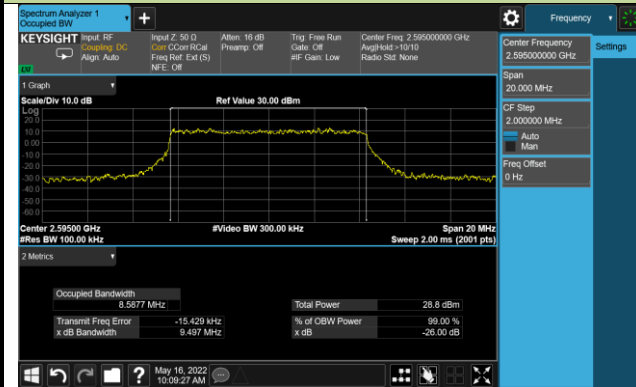 Spectrum Analyzer 1
Occupied BW
+
Frequency
KEYSIGHT
Input: RF
Coupling: DC
Align: Auto
Input Z: 50 Ω
Corr CCorr RCal
Freq Ref: Ext (S)
NFE: Off
Atten: 16 dB
Preamp: Off
Trig: Free Run
Gate: Off
#IF Gain: Low
Center Freq: 2.595000000 GHz
Avg|Hold:>10/10
Radio Std: None
Center Frequency
2.595000000 GHz
Settings
Span
20.000 MHz
CF Step
2.000000 MHz
Auto
Man
Freq Offset
0 Hz
1 Graph
Scale/Div 10.0 dB
Ref Value 30.00 dBm
Log
20.0
10.0
0.00
-10.0
-20.0
-30.0
-40.0
-50.0
-60.0
Center 2.59500 GHz
#Video BW 300.00 kHz
Span 20 MHz
#Res BW 100.00 kHz
Sweep 2.00 ms (2001 pts)
2 Metrics
Occupied Bandwidth
8.5877 MHz
Total Power
28.8 dBm
Transmit Freq Error
-15.429 kHz
% of OBW Power
99.00 %
x dB Bandwidth
9.497 MHz
x dB
-26.00 dB
?
May 16, 2022
10:09:27 AM